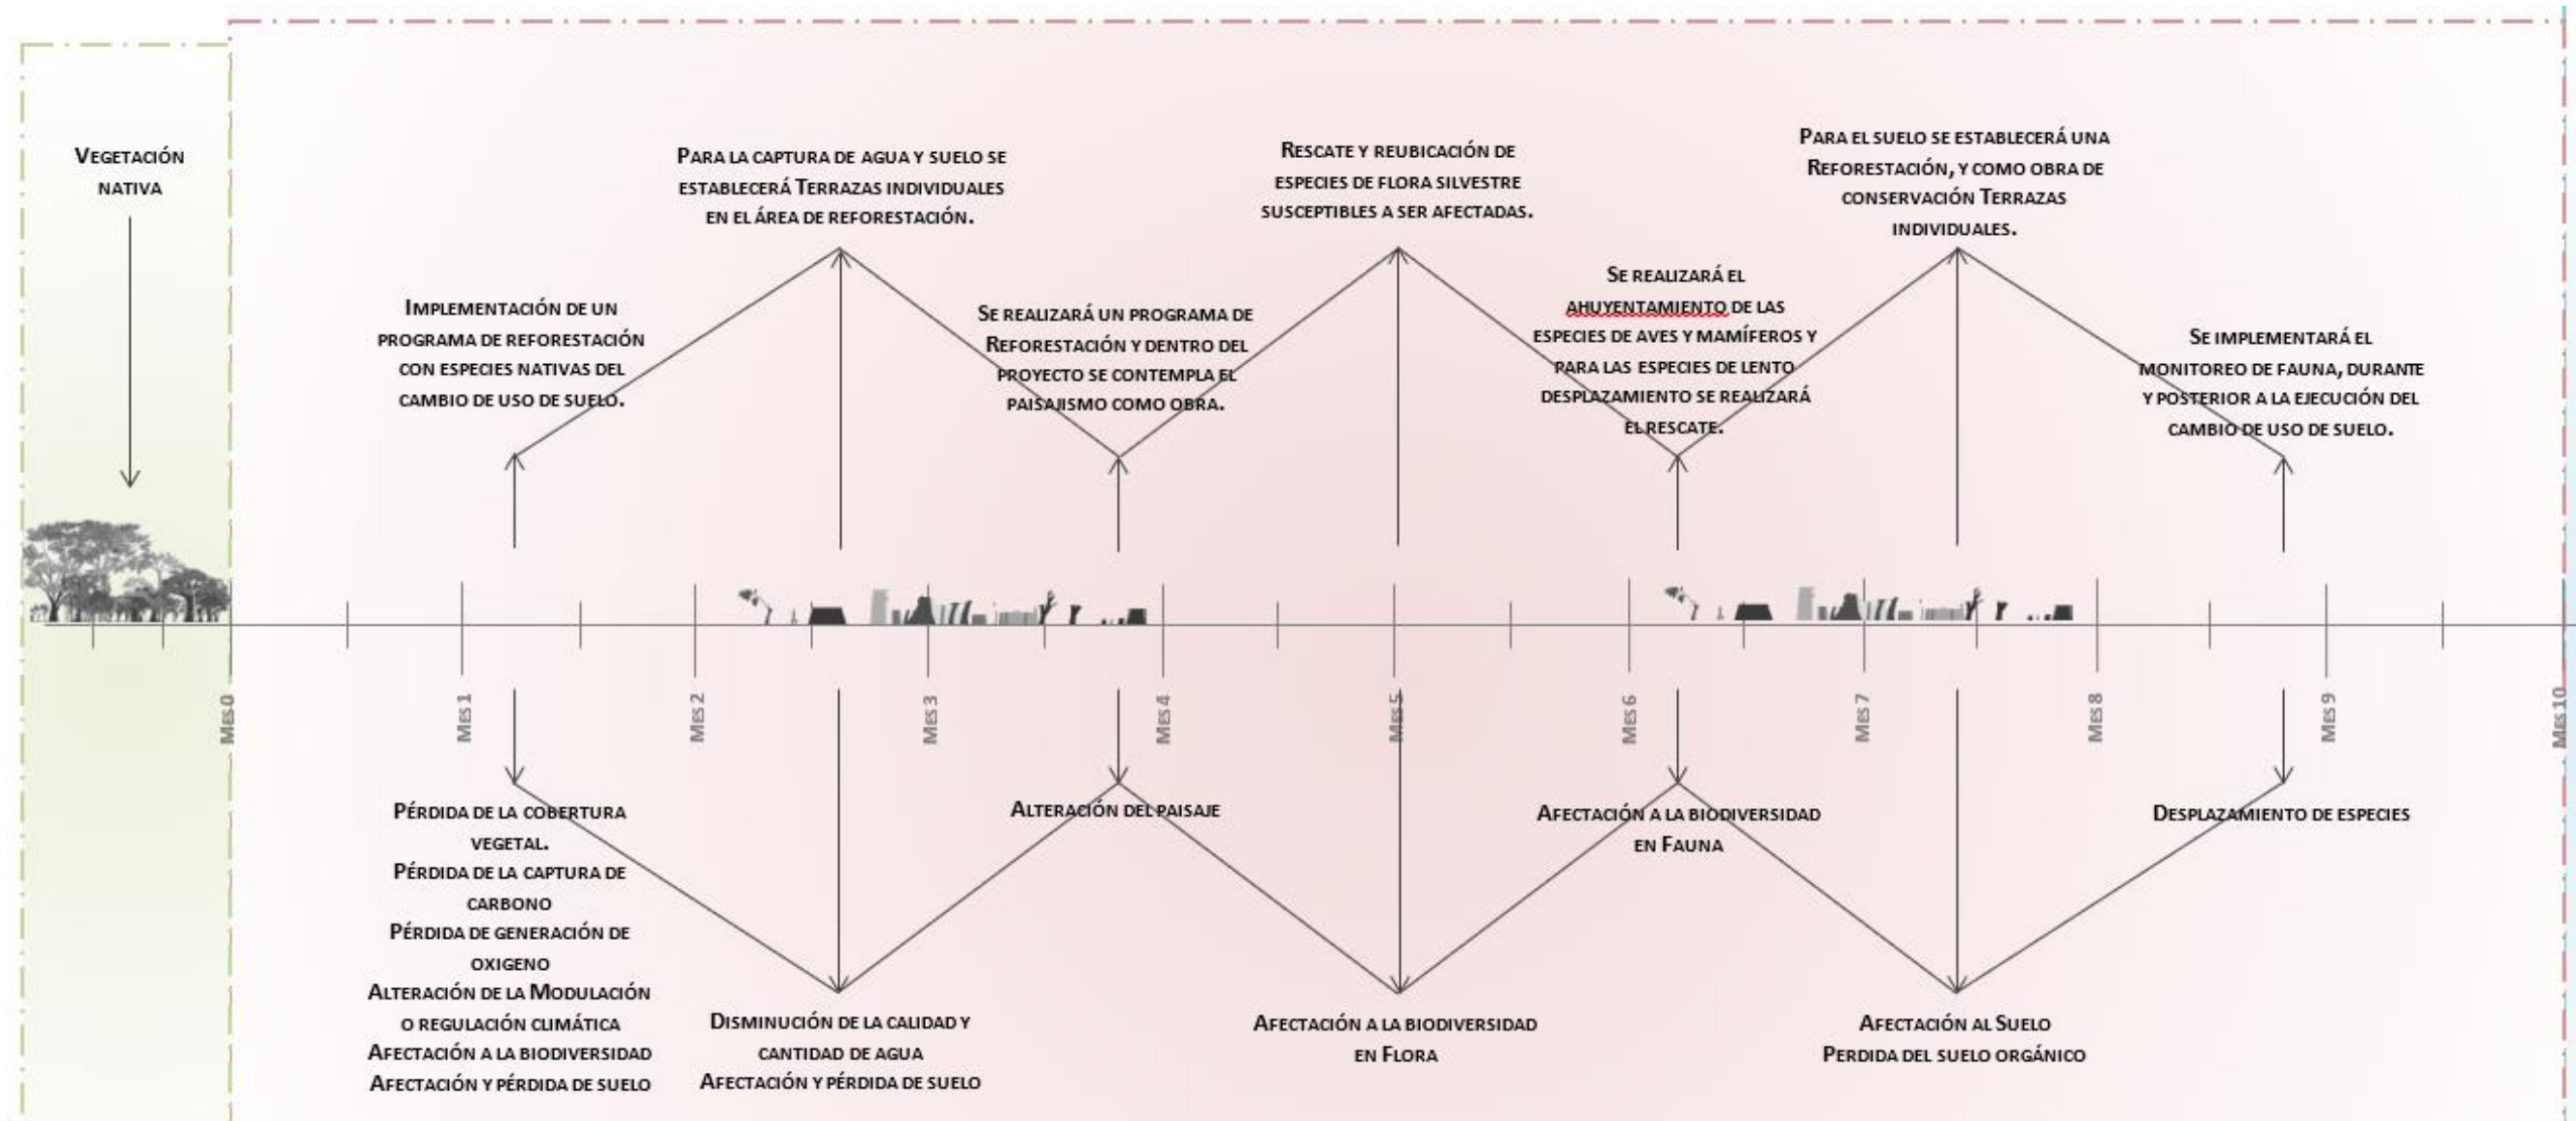 Vegetación
nativa
Implementación de un
programa de reforestación
con especies nativas del
cambio de uso de suelo.
Para la captura de agua y suelo se
establecerá Terrazas individuales
en el área de reforestación.
Se realizará un programa de
Reforestación y dentro del
proyecto se contempla el
paisajismo como obra.
Rescate y reubicación de
especies de flora silvestre
susceptibles a ser afectadas.
Se realizará el
ahuyentamiento de las
especies de aves y mamíferos y
para las especies de lento
desplazamiento se realizará
el rescate.
Para el suelo se establecerá una
Reforestación, y como obra de
conservación Terrazas
individuales.
Se implementará el
monitoreo de fauna, durante
y posterior a la ejecución del
cambio de uso de suelo.
Mes 0
Mes 1
Mes 2
Mes 3
Mes 4
Mes 5
Mes 6
Mes 7
Mes 8
Mes 9
Mes 10
Pérdida de la cobertura
vegetal.
Pérdida de la captura de
carbono
Pérdida de generación de
oxigeno
Alteración de la Modulación
o regulación climática
Afectación a la biodiversidad
Afectación y pérdida de suelo
Disminución de la calidad y
cantidad de agua
Afectación y pérdida de suelo
Alteración del paisaje
Afectación a la biodiversidad
en Flora
Afectación a la biodiversidad
en Fauna
Afectación al Suelo
Perdida del suelo orgánico
Desplazamiento de especies